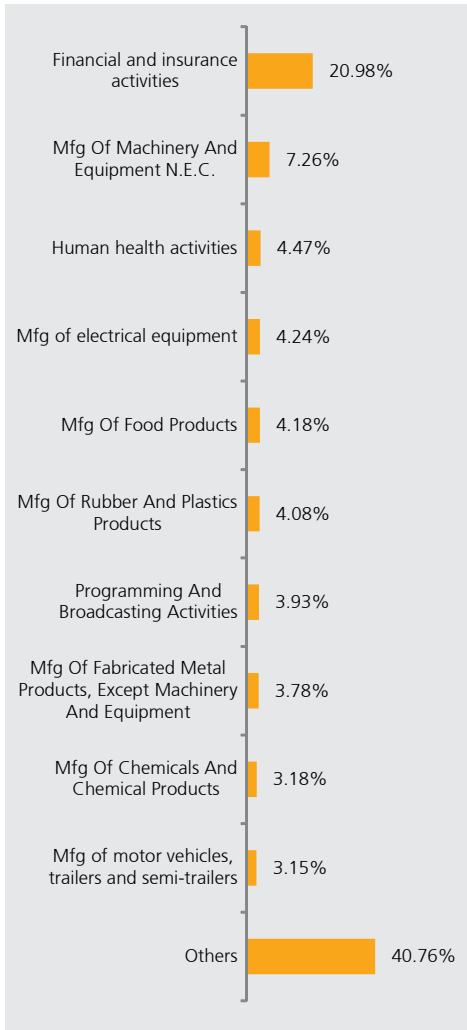 Financial and insurance
activities
20.98%
Mfg Of Machinery And
Equipment N.E.C.
7.26%
Human health activities
4.47%
Mfg of electrical equipment
4.24%
Mfg Of Food Products
4.18%
Mfg Of Rubber And Plastics
Products
4.08%
Programming And
Broadcasting Activities
3.93%
Mfg Of Fabricated Metal
Products, Except Machinery
And Equipment
3.78%
Mfg Of Chemicals And
Chemical Products
3.18%
Mfg of motor vehicles,
trailers and semi-trailers
3.15%
Others
40.76%